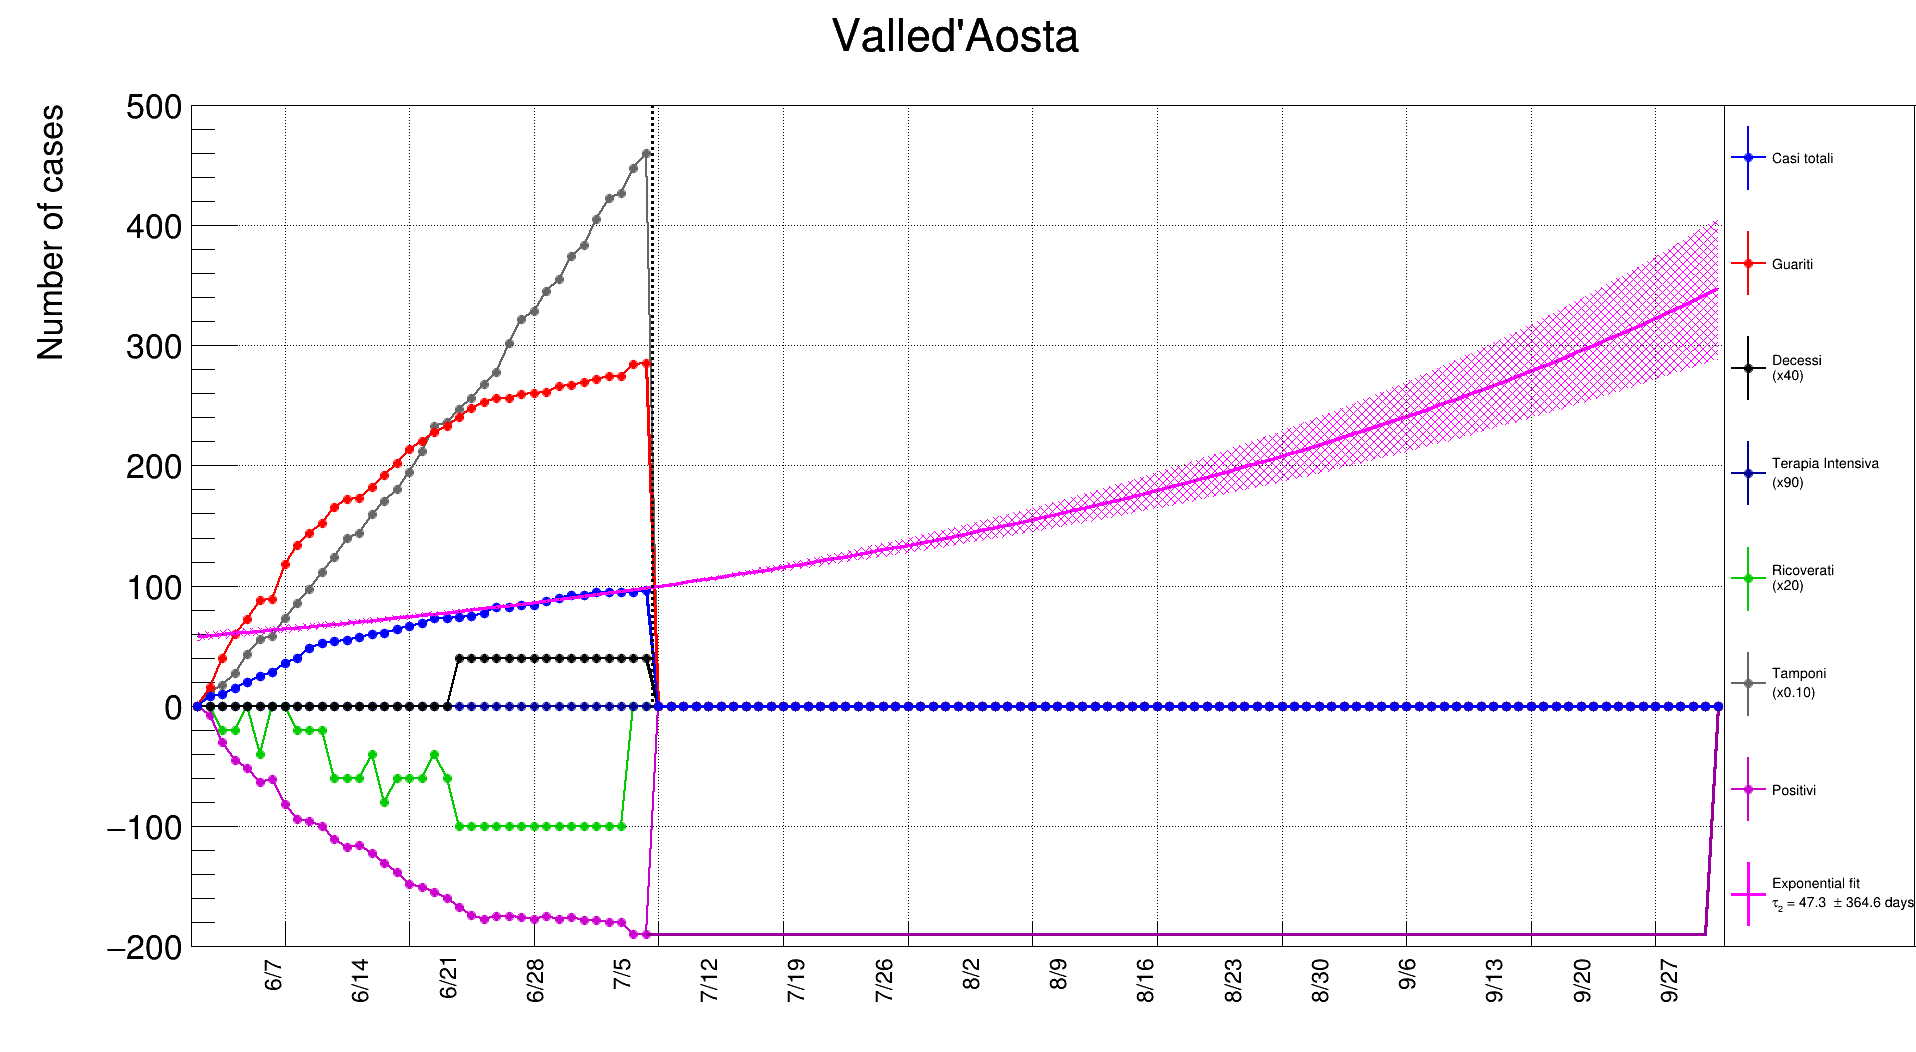 Valled'Aosta
Number of cases
500
400
300
200
100
0
−100
−200
6/7
6/14
6/21
6/28
7/5
7/12
7/19
7/26
8/2
8/9
8/16
8/23
8/30
9/6
9/13
9/20
9/27
Casi totali
Guariti
Decessi
(x40)
Terapia Intensiva
(x90)
Ricoverati
(x20)
Tamponi
(x0.10)
Positivi
Exponential fit
τ2 = 47.3 ± 364.6 days